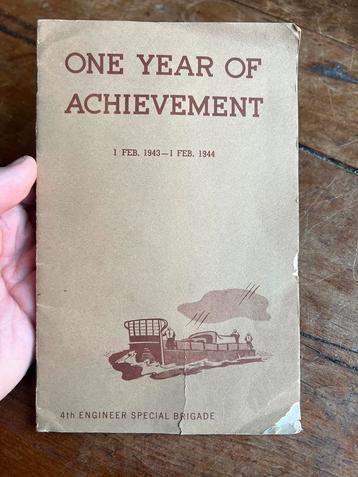 ONE YEAR OF
ACHIEVEMENT
1 FEB. 1943—1 FEB. 1944
4th ENGINEER SPECIAL BRIGADE